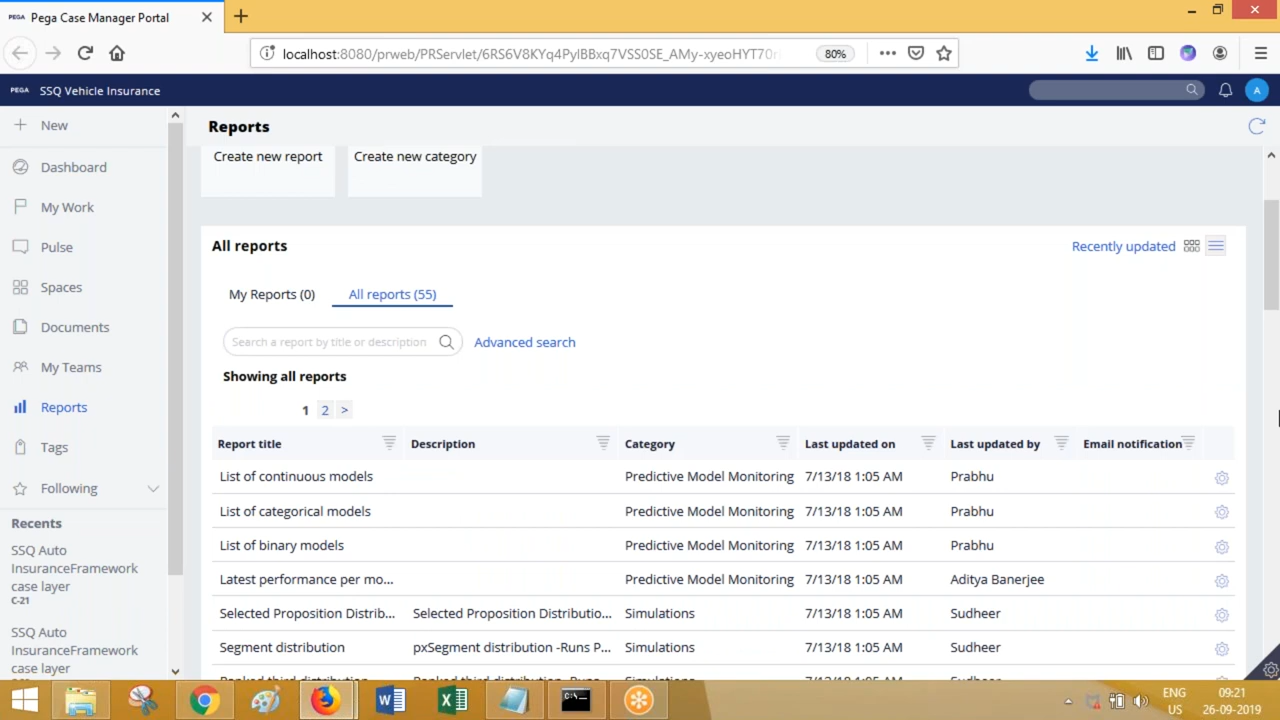 PEGA Pega Case Manager Portal
localhost:8080/prweb/PRServlet/6RS6V8KYq4PylBBxq7VSS0SE_AMy-xyeoHYT70r
80%
PEGA SSQ Vehicle Insurance
A
New
Dashboard
My Work
Pulse
Spaces
Documents
My Teams
Reports
Tags
Following
Recents
SSQ Auto
InsuranceFramework
case layer
C-21
SSQ Auto
InsuranceFramework
case layer
Reports
Create new report Create new category
All reports
Recently updated
My Reports (0) All reports (55)
Search a report by title or description Advanced search
Showing all reports
1 2 >
Report title Description Category Last updated on Last updated by Email notification
List of continuous models Predictive Model Monitoring 7/13/18 1:05 AM Prabhu
List of categorical models Predictive Model Monitoring 7/13/18 1:05 AM Prabhu
List of binary models Predictive Model Monitoring 7/13/18 1:05 AM Prabhu
Latest performance per mo... Predictive Model Monitoring 7/13/18 1:05 AM Aditya Banerjee
Selected Proposition Distrib... Selected Proposition Distributio... Simulations 7/13/18 1:05 AM Sudheer
Segment distribution pxSegment distribution -Runs P... Simulations 7/13/18 1:05 AM Sudheer
ENG 09:21
US 26-09-2019